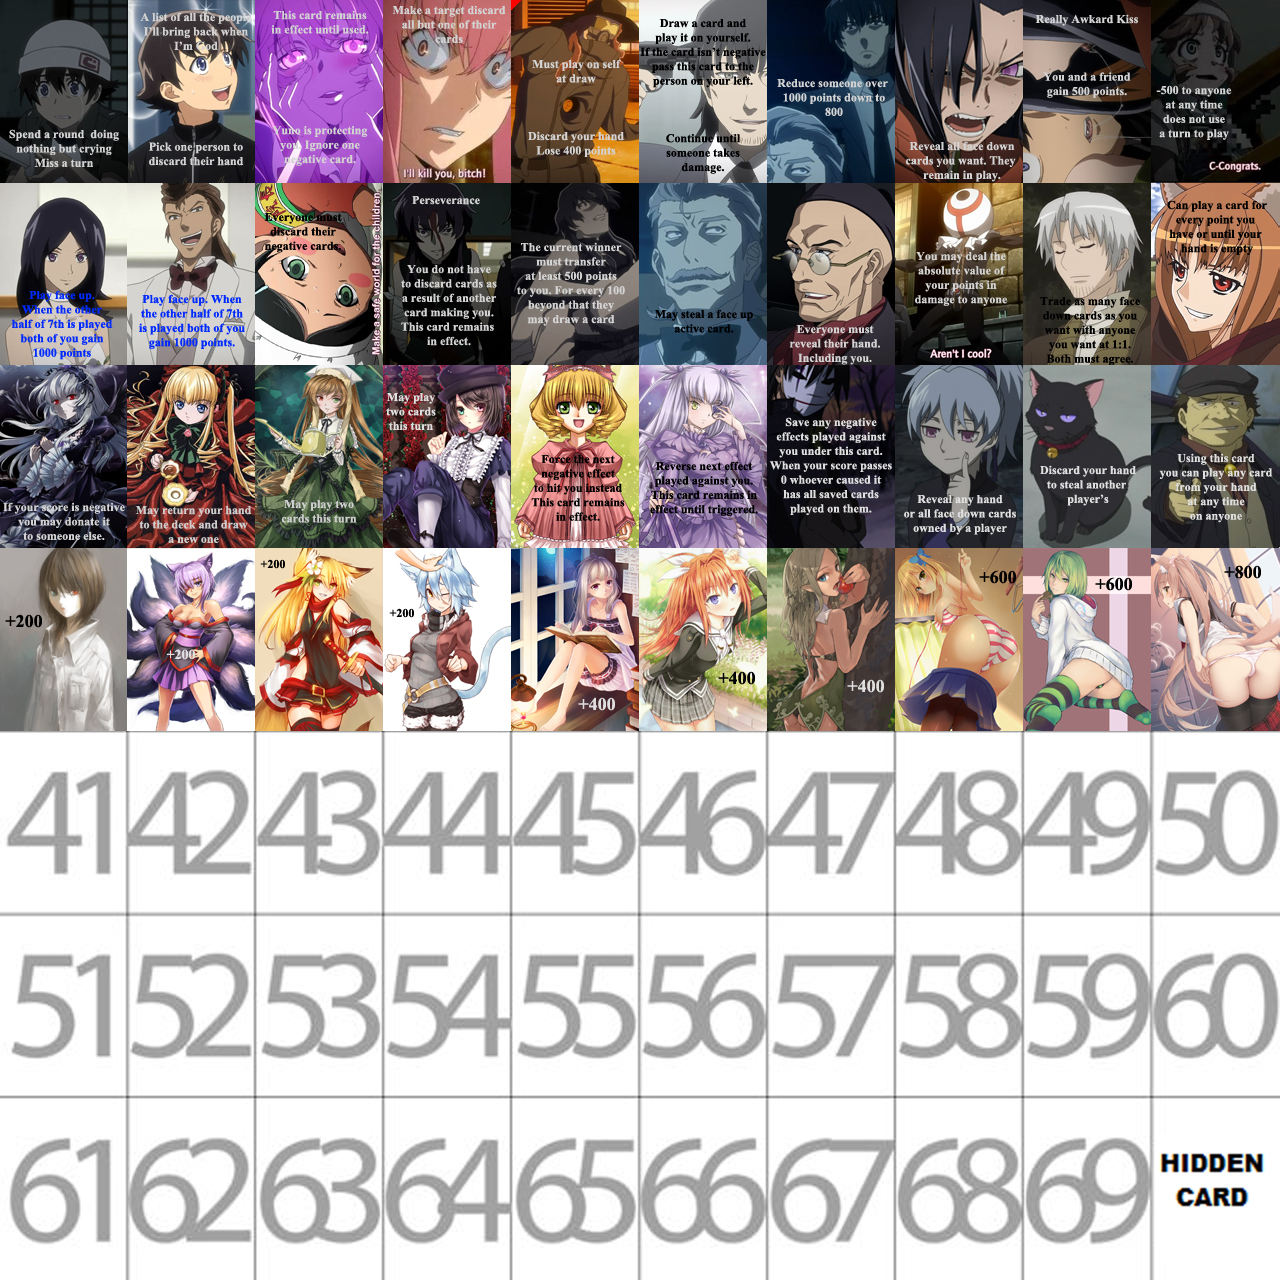 Spend a round doing
nothing but crying
Miss a turn
A list of all the people
I'll bring back when
I'm God
Pick one person to
discard their hand
This card remains
in effect until used.
Yuno is protecting
you. Ignore one
negative card.
Make a target discard
all but one of their
cards
I'll kill you, bitch!
Must play on self
at draw
Discard your hand
Lose 400 points
Draw a card and
play it on yourself.
If the card isn't negative
pass this card to the
person on your left.
Continue until
someone takes
damage.
Reduce someone over
1000 points down to
800
Reveal all face down
cards you want. They
remain in play.
Really Awkard Kiss
You and a friend
gain 500 points.
-500 to anyone
at any time
does not use
a turn to play
C-Congrats.
Play face up.
When the other
half of 7th is played
both of you gain
1000 points
Play face up. When
the other half of 7th
is played both of you
gain 1000 points.
Everyone must
discard their
negative cards.
Make a safe world for the children.
Perseverance
You do not have
to discard cards as
a result of another
card making you.
This card remains
in effect.
The current winner
must transfer
at least 500 points
to you. For every 100
beyond that they
may draw a card
May steal a face up
active card.
Everyone must
reveal their hand.
Including you.
You may deal the
absolute value of
your points in
damage to anyone
Aren't I cool?
Trade as many face
down cards as you
want with anyone
you want at 1:1.
Both must agree.
Can play a card for
every point you
have or until your
hand is empty
If your score is negative
you may donate it
to someone else.
May return your hand
to the deck and draw
a new one
May play two
cards this turn
May play
two cards
this turn
Force the next
negative effect
to hit you instead
This card remains
in effect.
Reverse next effect
played against you.
This card remains in
effect until triggered.
Save any negative
effects played against
you under this card.
When your score passes
0 whoever caused it
has all saved cards
played on them.
Reveal any hand
or all face down cards
owned by a player
Discard your hand
to steal another
player's
Using this card
you can play any card
from your hand
at any time
on anyone
+200
+200
+200
+200
+400
+400
+400
+600
+600
+800
41 42 43 44 45 46 47 48 49 50
51 52 53 54 55 56 57 58 59 60
61 62 63 64 65 66 67 68 69
HIDDEN
CARD